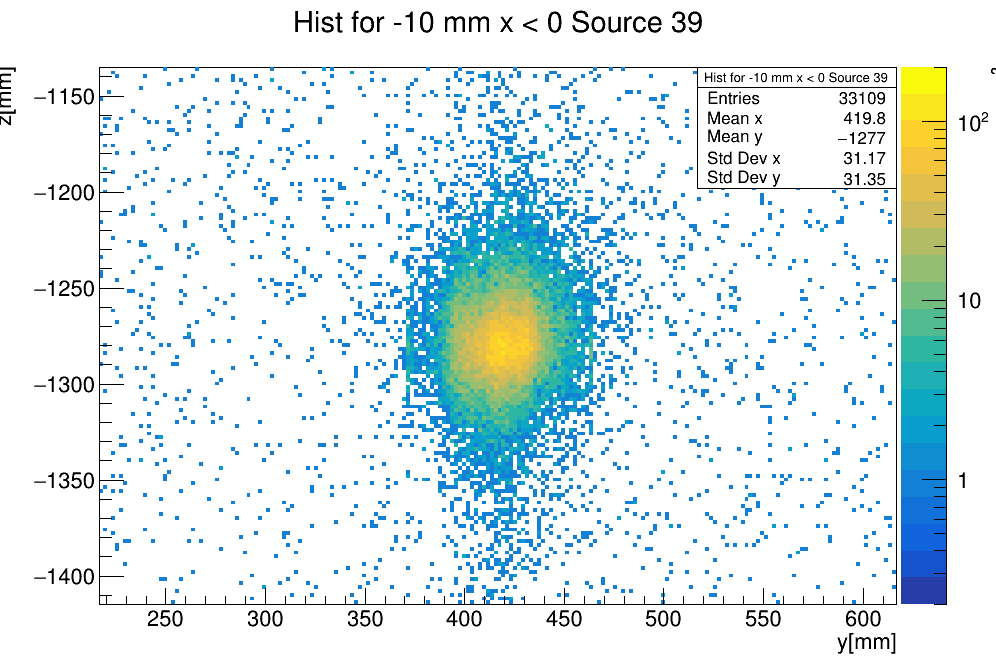 Hist for -10 mm x < 0 Source 39
z[mm]
Hist for -10 mm x < 0 Source 39
Entries 33109
Mean x 419.8
Mean y −1277
Std Dev x 31.17
Std Dev y 31.35
−1150
−1200
−1250
−1300
−1350
−1400
250 300 350 400 450 500 550 600
y[mm]
10²
10
1